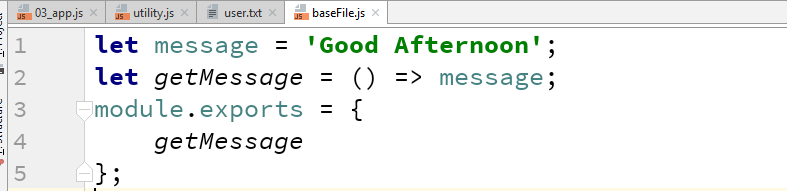 03_app.js utility.js user.txt baseFile.js
1 let message = 'Good Afternoon';
2 let getMessage = () => message;
3 module.exports = {
4 getMessage
5 };